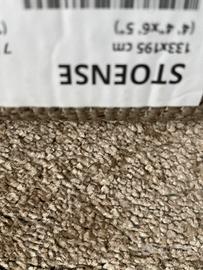 STOENSE
133x195 cm
(4' 4"x6' 5")